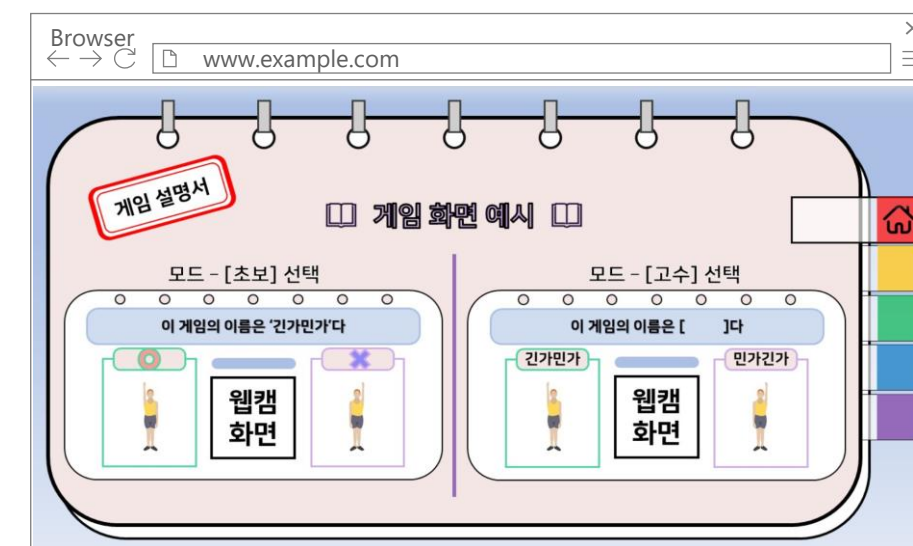 Browser
www.example.com
게임 설명서
게임 화면 예시
모드 – [초보] 선택
이 게임의 이름은 '긴가민가'다
웹캠
화면
모드 – [고수] 선택
이 게임의 이름은 [ ]다
긴가민가
민가긴가
웹캠
화면